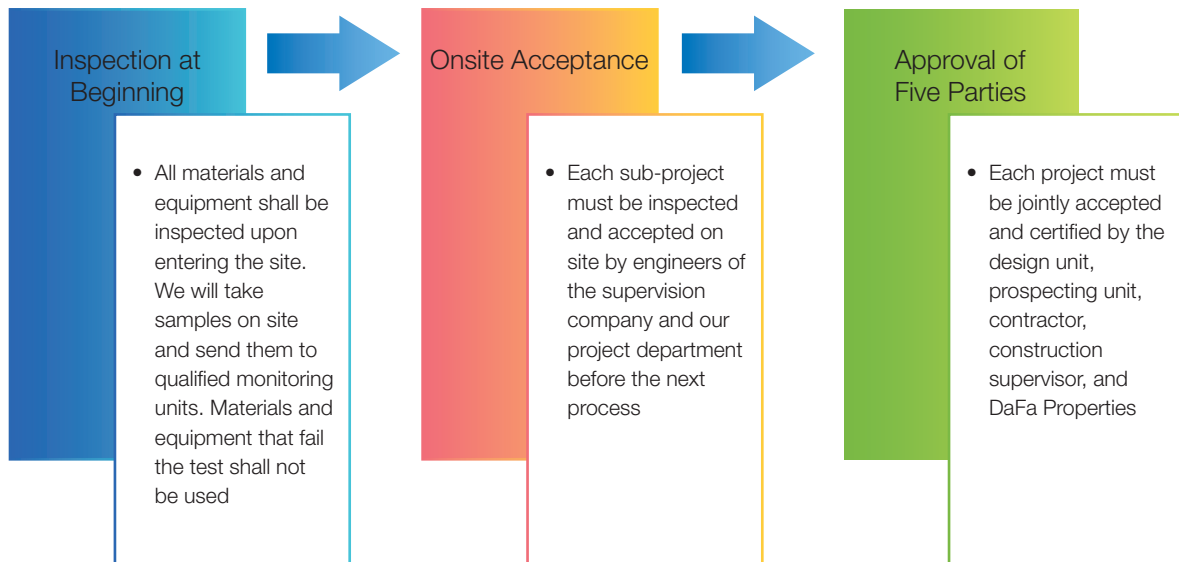 Inspection at
Beginning
• All materials and
equipment shall be
inspected upon
entering the site.
We will take
samples on site
and send them to
qualified monitoring
units. Materials and
equipment that fail
the test shall not
be used
Onsite Acceptance
• Each sub-project
must be inspected
and accepted on
site by engineers of
the supervision
company and our
project department
before the next
process
Approval of
Five Parties
• Each project must
be jointly accepted
and certified by the
design unit,
prospecting unit,
contractor,
construction
supervisor, and
DaFa Properties